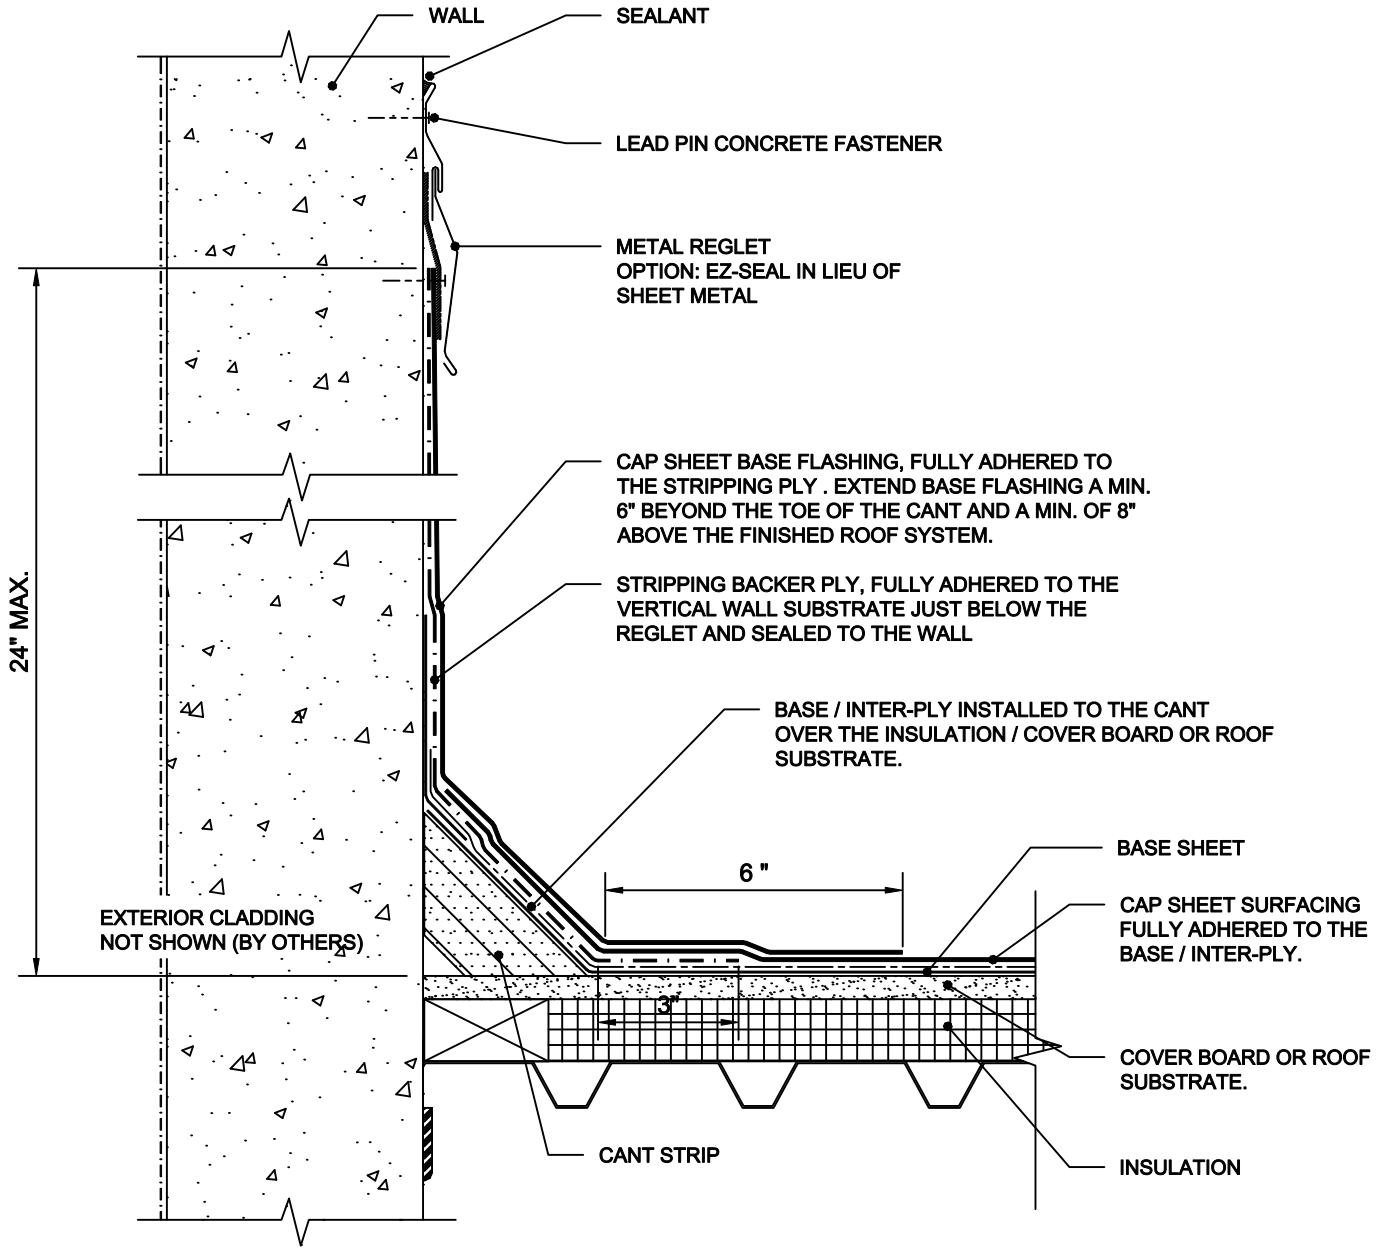 WALL
SEALANT
LEAD PIN CONCRETE FASTENER
METAL REGLET
OPTION: EZ-SEAL IN LIEU OF
SHEET METAL
CAP SHEET BASE FLASHING, FULLY ADHERED TO
THE STRIPPING PLY . EXTEND BASE FLASHING A MIN.
6" BEYOND THE TOE OF THE CANT AND A MIN. OF 8"
ABOVE THE FINISHED ROOF SYSTEM.
STRIPPING BACKER PLY, FULLY ADHERED TO THE
VERTICAL WALL SUBSTRATE JUST BELOW THE
REGLET AND SEALED TO THE WALL
24" MAX.
BASE / INTER-PLY INSTALLED TO THE CANT
OVER THE INSULATION / COVER BOARD OR ROOF
SUBSTRATE.
BASE SHEET
6 "
CAP SHEET SURFACING
FULLY ADHERED TO THE
BASE / INTER-PLY.
EXTERIOR CLADDING
NOT SHOWN (BY OTHERS)
3"
COVER BOARD OR ROOF
SUBSTRATE.
CANT STRIP
INSULATION